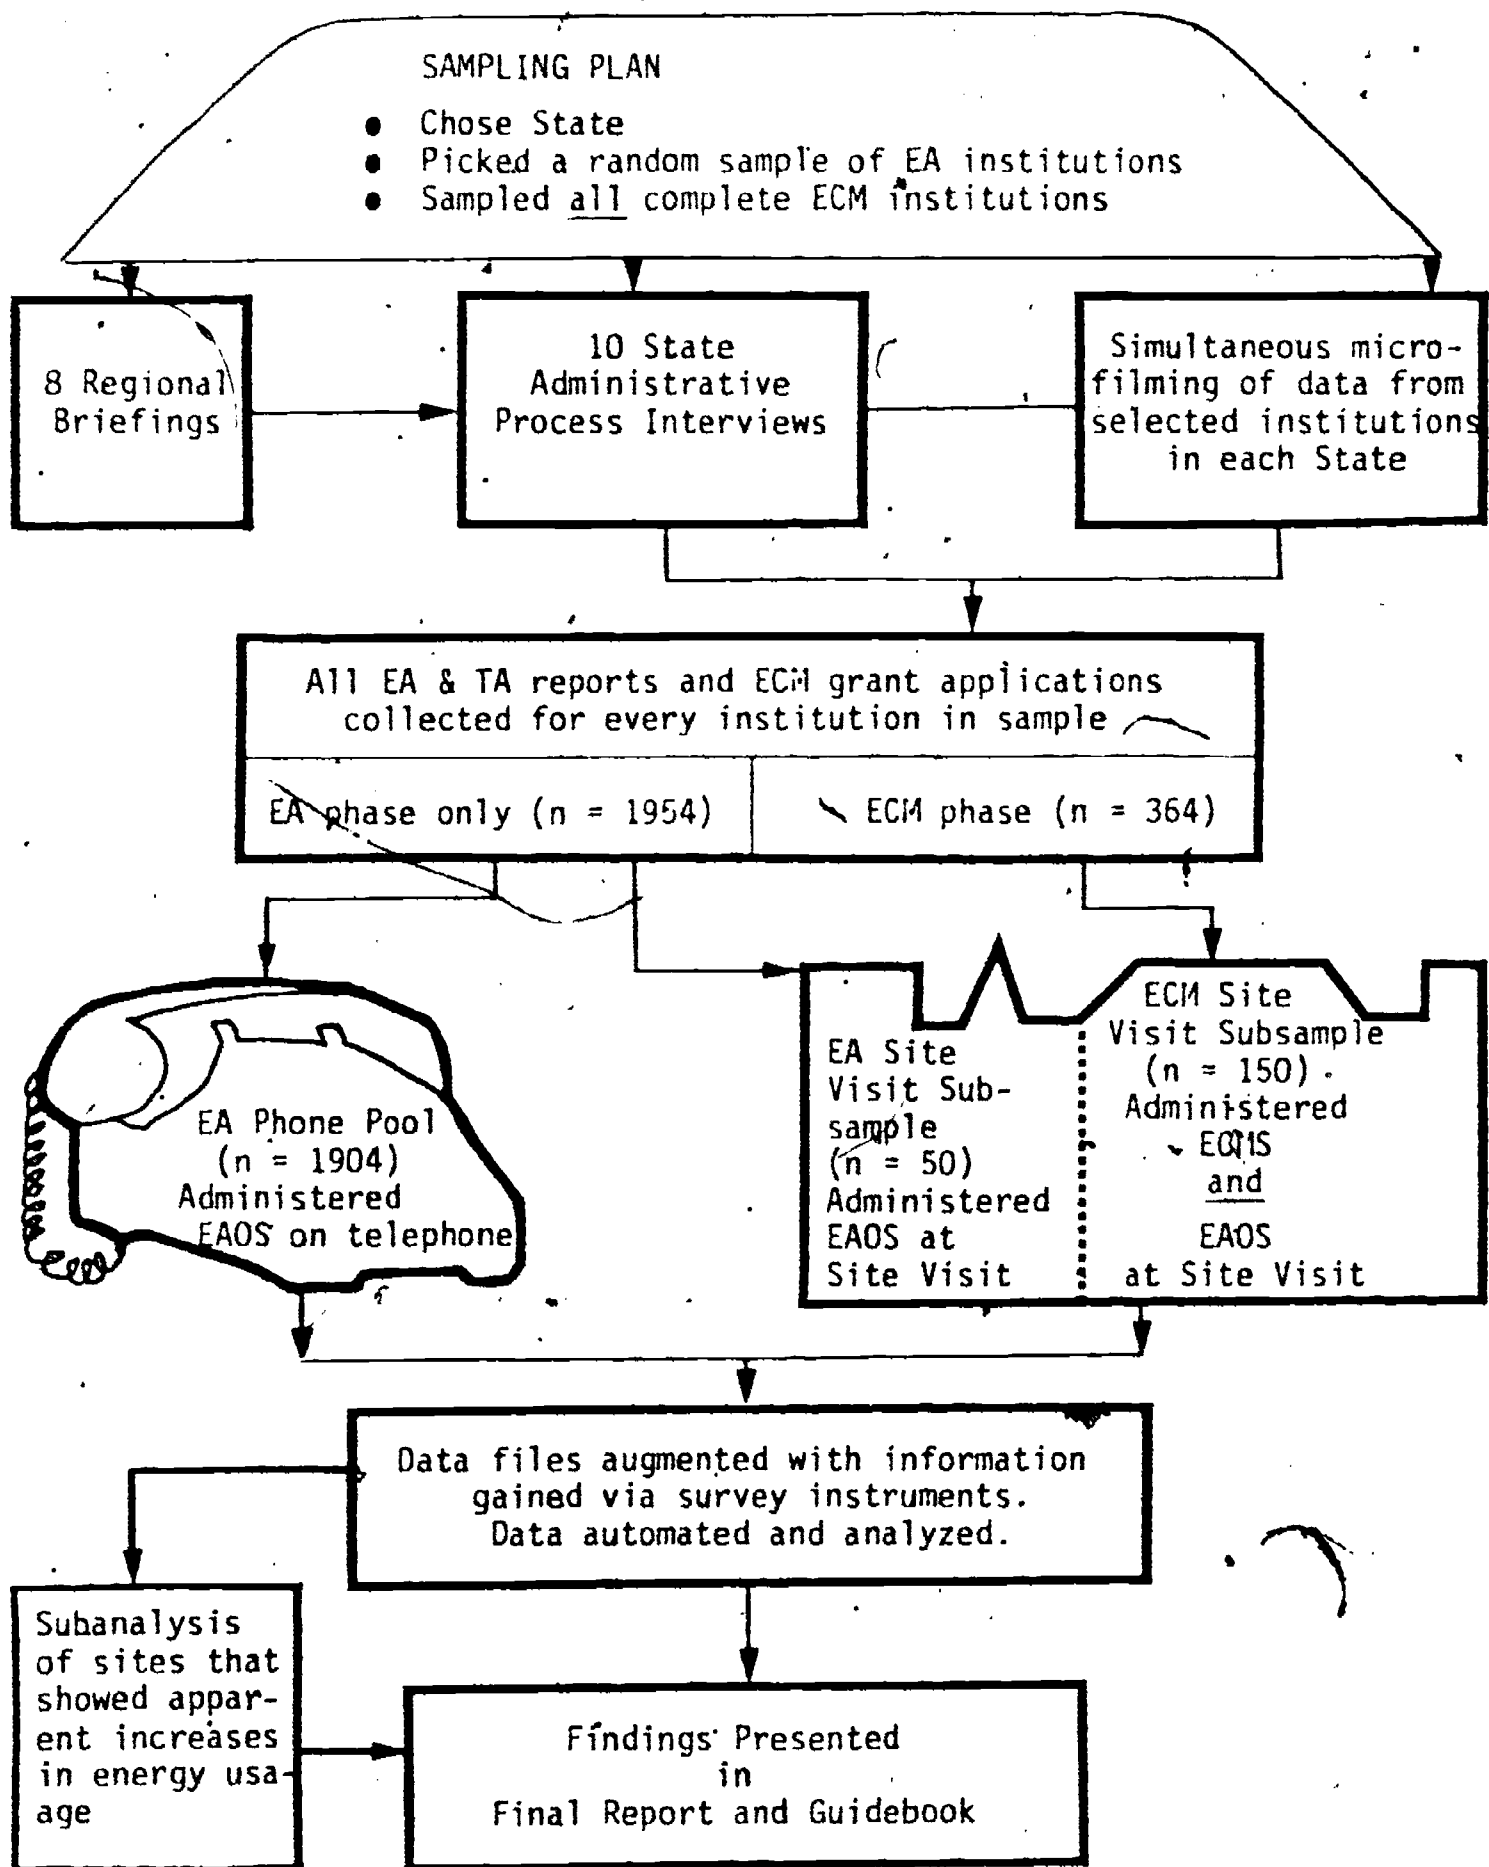 SAMPLING PLAN
● Chose State
● Picked a random sample of EA institutions
● Sampled all complete ECM institutions
8 Regional
Briefings
10 State
Administrative
Process Interviews
Simultaneous micro-
filming of data from
selected institutions
in each State
All EA & TA reports and ECM grant applications
collected for every institution in sample
EA phase only (n = 1954)
ECM phase (n = 364)
EA Phone Pool
(n = 1904)
Administered
EAOS on telephone
EA Site
Visit Sub-
sample
(n = 50)
Administered
EAOS at
Site Visit
ECM Site
Visit Subsample
(n = 150)
Administered
ECMS
and
EAOS
at Site Visit
Data files augmented with information
gained via survey instruments.
Data automated and analyzed.
Subanalysis
of sites that
showed appar-
ent increases
in energy usa-
age
Findings Presented
in
Final Report and Guidebook